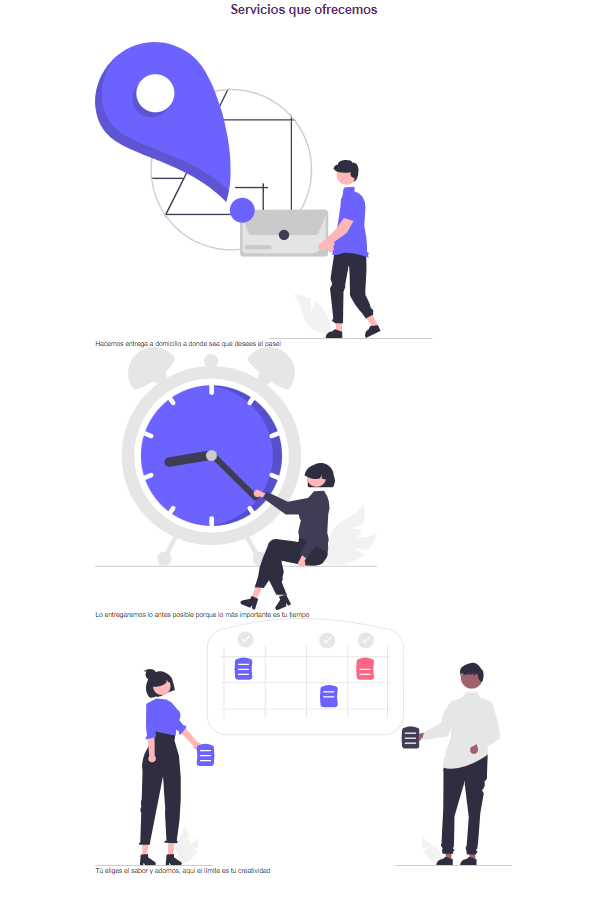 Servicios que ofrecemos
Hacemos entrega a domicilio a donde sea que desees el pastel
Lo entregaremos lo antes posible porque lo más importante es tu tiempo
Tú eliges el sabor y adornos, aquí el límite es tu creatividad